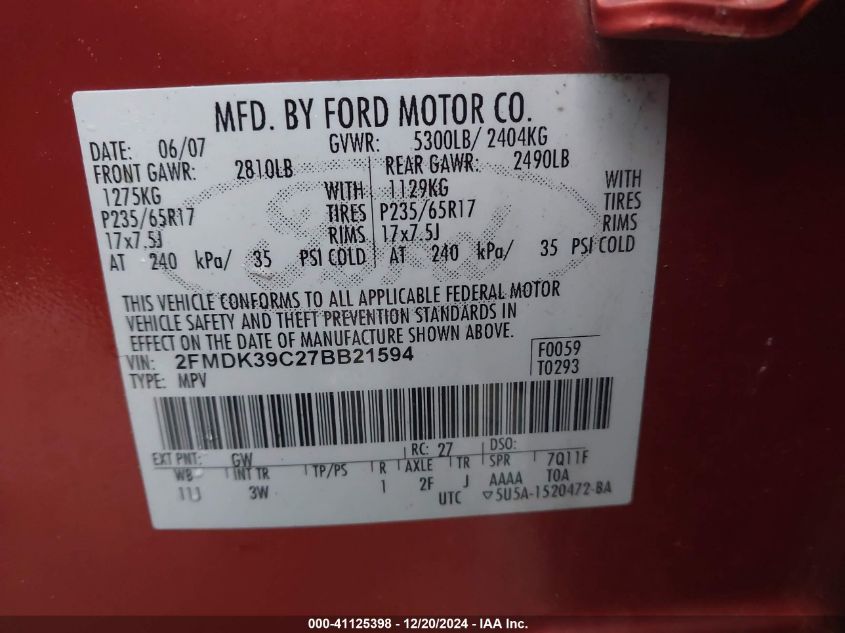 MFD. BY FORD MOTOR CO.
DATE: 06/07 GVWR: 5300LB/ 2404KG
FRONT GAWR: 2810LB REAR GAWR: 2490LB
1275KG WITH 1129KG WITH
P235/65R17 TIRES P235/65R17 TIRES
17x7.5J RIMS 17x7.5J RIMS
AT 240 kPa/ 35 PSI COLD AT 240 kPa/ 35 PSI COLD
Ford
THIS VEHICLE CONFORMS TO ALL APPLICABLE FEDERAL MOTOR
VEHICLE SAFETY AND THEFT PREVENTION STANDARDS IN
EFFECT ON THE DATE OF MANUFACTURE SHOWN ABOVE.
VIN: 2FMDK39C27BB21594 F0059
TYPE: MPV T0293
EXT PNT: GW RC: 27 DSO:
WB INT TR TP/PS R AXLE TR SPR 7Q11F
11J 3W 1 2F J AAAA T0A
UTC ▽5U5A-1520472-BA
000-41125398 - 12/20/2024 - IAA Inc.